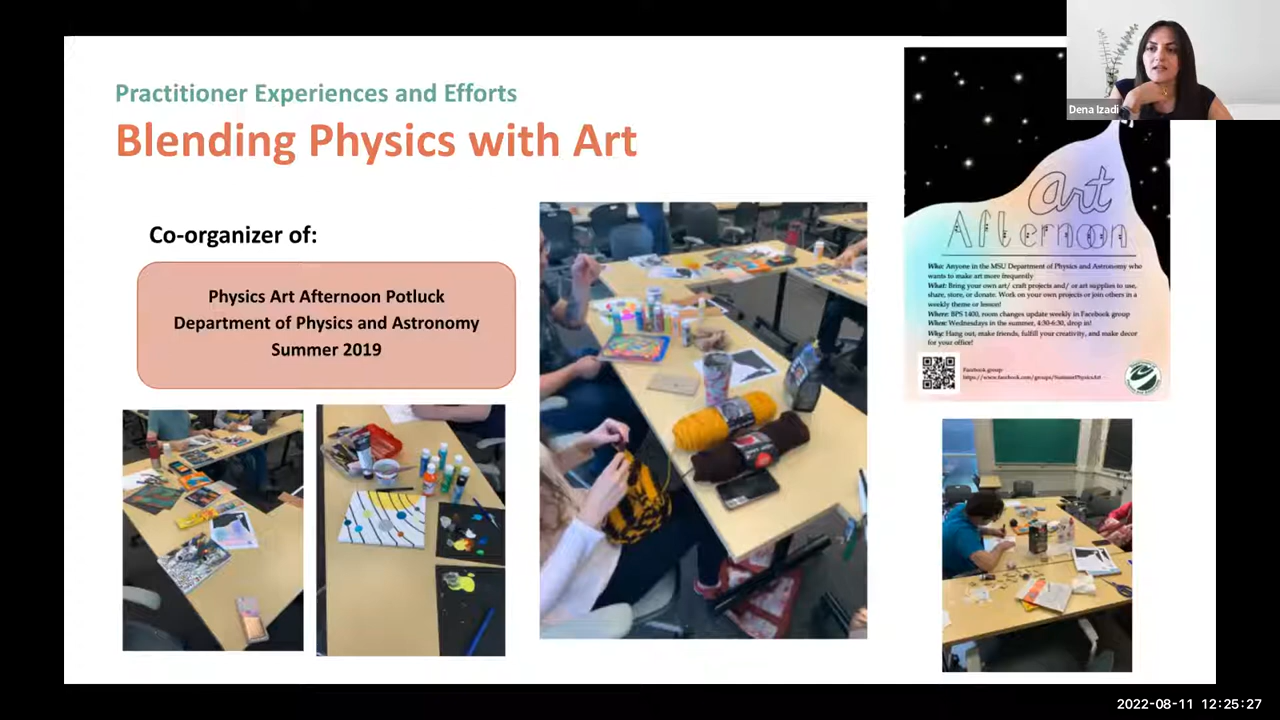 Practitioner Experiences and Efforts
Blending Physics with Art
Co-organizer of:
Physics Art Afternoon Potluck
Department of Physics and Astronomy
Summer 2019
Dena Izadi
Art
Afternoon
Who: Anyone in the MSU Department of Physics and Astronomy who
wants to make art more frequently
What: Bring your own art/ craft projects and/ or art supplies to use,
share, store, or donate. Work on your own projects or join others in a
weekly theme or lesson!
Where: BPS 1400, room changes update weekly in Facebook group
When: Wednesdays in the summer, 4:30-6:30, drop in!
Why: Hang out, make friends, fulfill your creativity, and make decor
for your office!
Facebook group:
https://www.facebook.com/groups/SummerPhysicsArt
2022-08-11 12:25:27